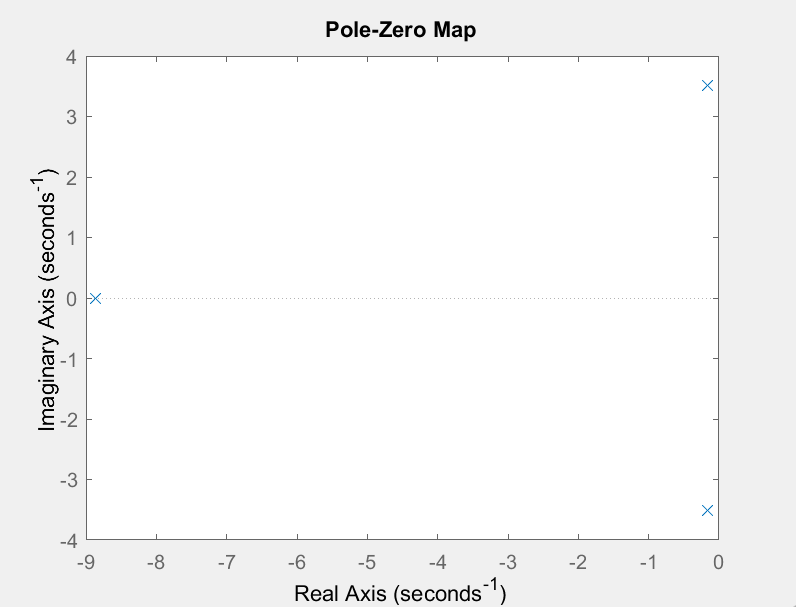 Pole-Zero Map
4
3
2
1
0
-1
-2
-3
-4
Imaginary Axis (seconds-1)
-9 -8 -7 -6 -5 -4 -3 -2 -1 0
Real Axis (seconds-1)